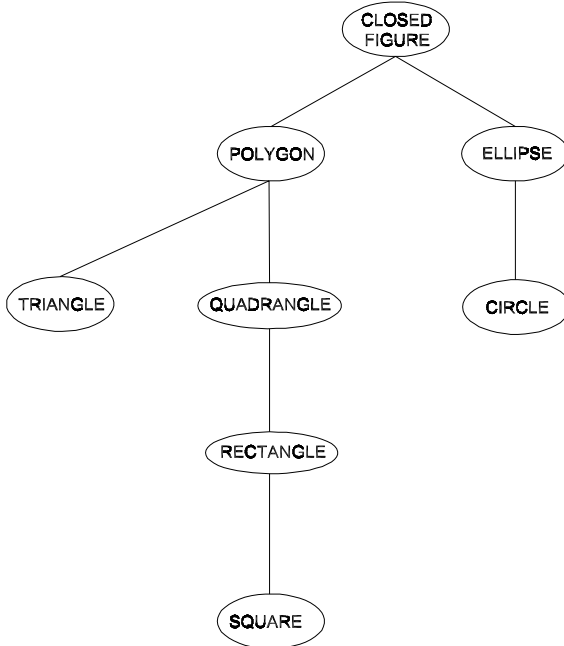 CLOSED
FIGURE
POLYGON
ELLIPSE
TRIANGLE
QUADRANGLE
CIRCLE
RECTANGLE
SQUARE